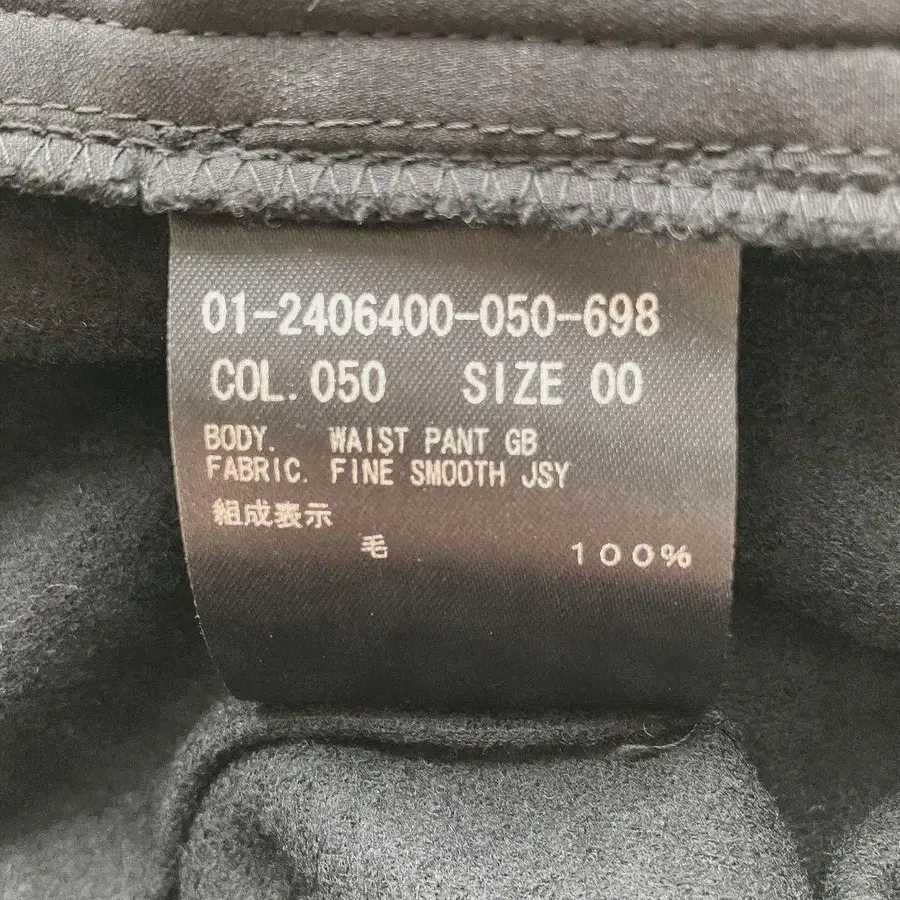 01-2406400-050-698
COL. 050 SIZE 00
BODY. WAIST PANT GB
FABRIC. FINE SMOOTH JSY
組成表示
毛 100%